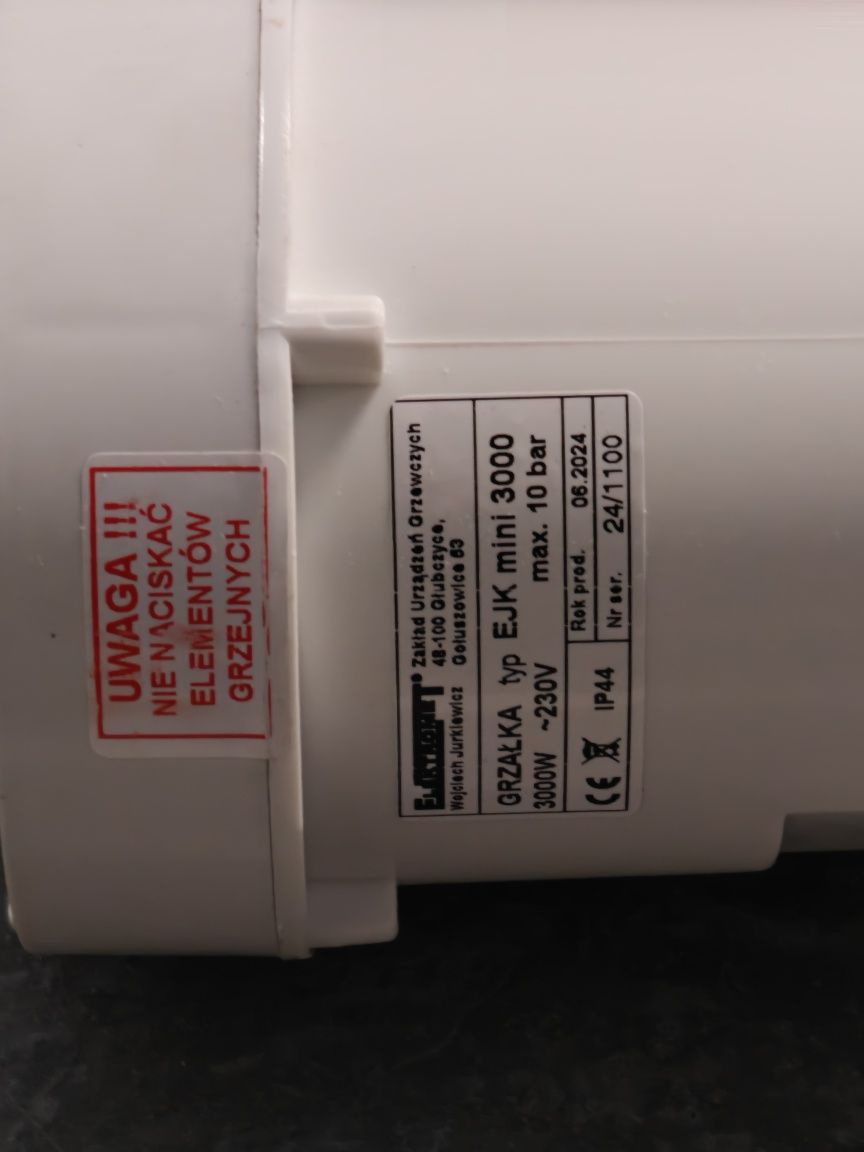 UWAGA !!!
NIE NACISKAĆ
ELEMENTÓW
GRZEJNYCH
ELEKTROMET® Zakład Urządzeń Grzewczych
48-100 Głubczyce,
Wojciech Jurkiewicz Gołuszowice 53
GRZAŁKA typ EJK mini 3000
3000W ~230V max. 10 bar
CE IP44
Rok prod. 06.2024
Nr ser. 24/1100